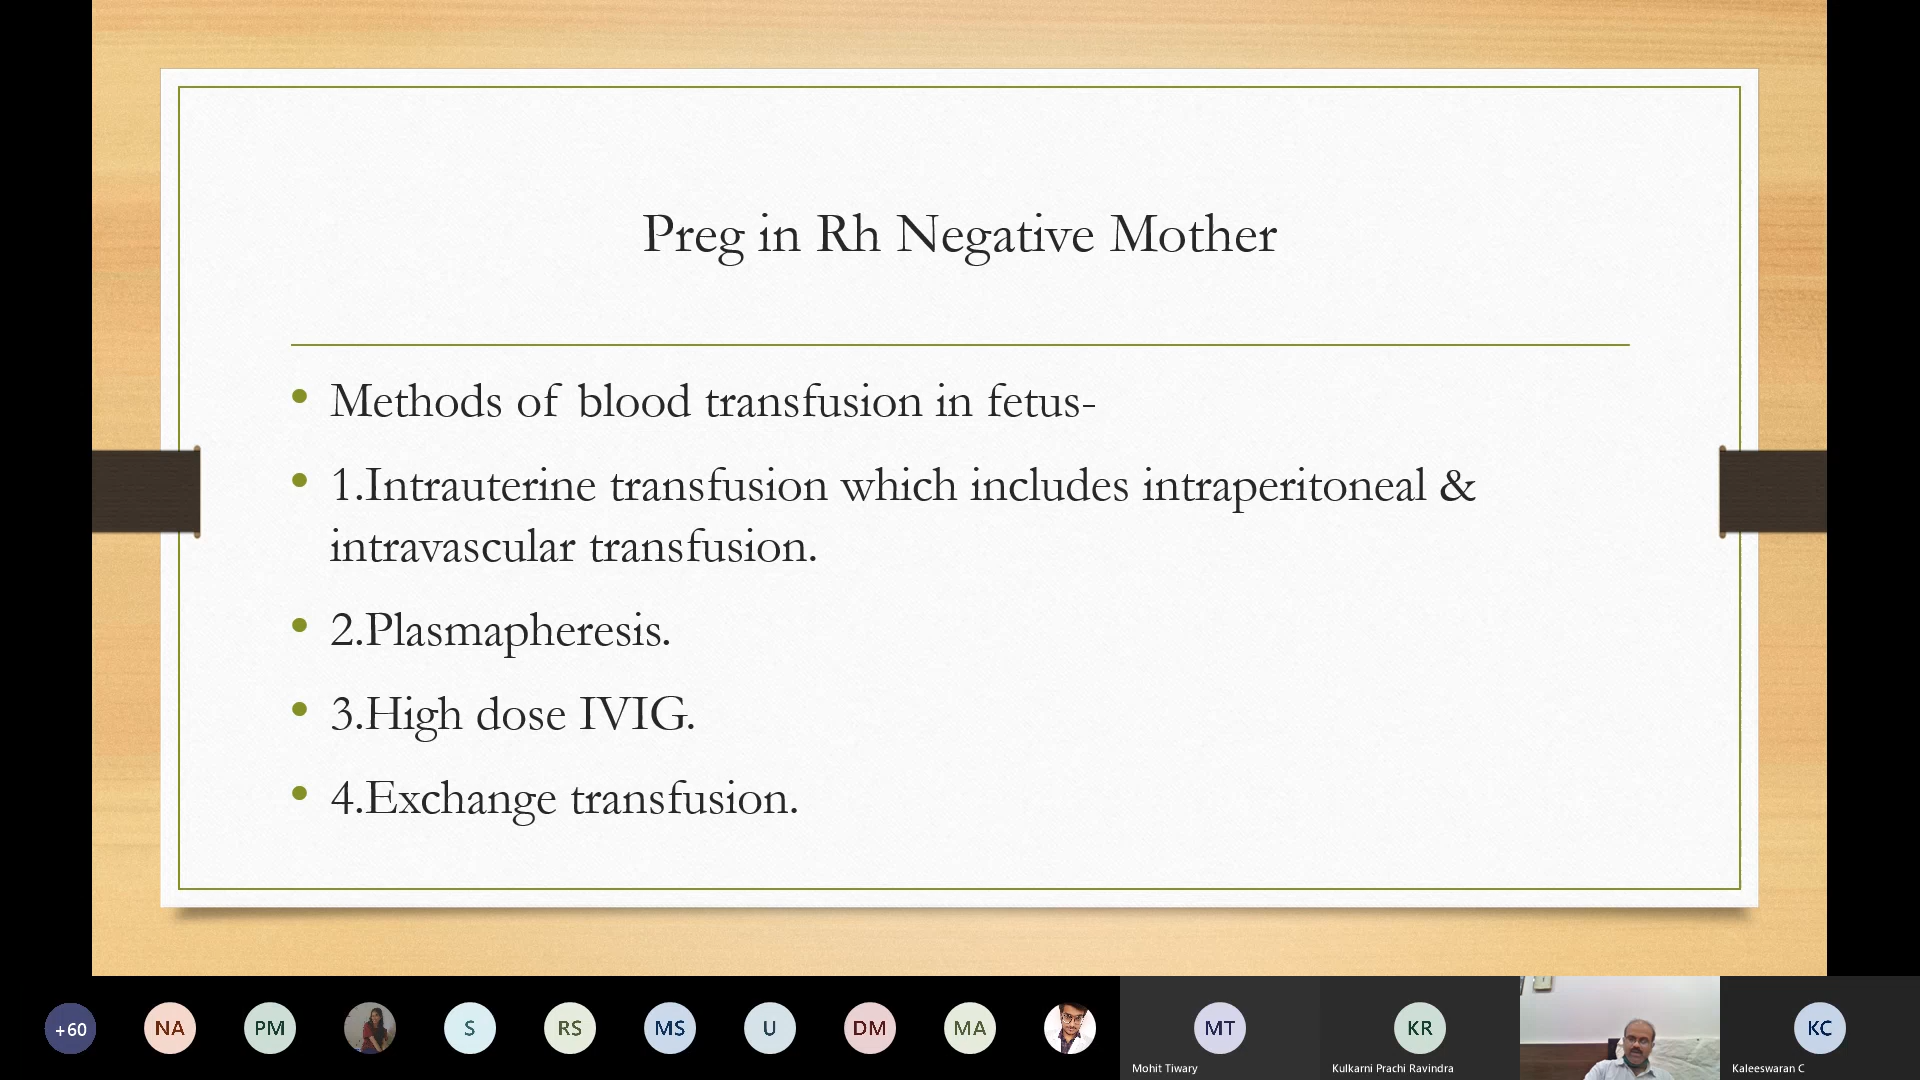 Preg in Rh Negative Mother
• Methods of blood transfusion in fetus-
• 1.Intrauterine transfusion which includes intraperitoneal &
intravascular transfusion.
• 2.Plasmapheresis.
• 3.High dose IVIG.
• 4.Exchange transfusion.
+60
NA
PM
S
RS
MS
U
DM
MA
MT
KR
KC
Mohit Tiwary
Kulkarni Prachi Ravindra
Kaleeswaran C